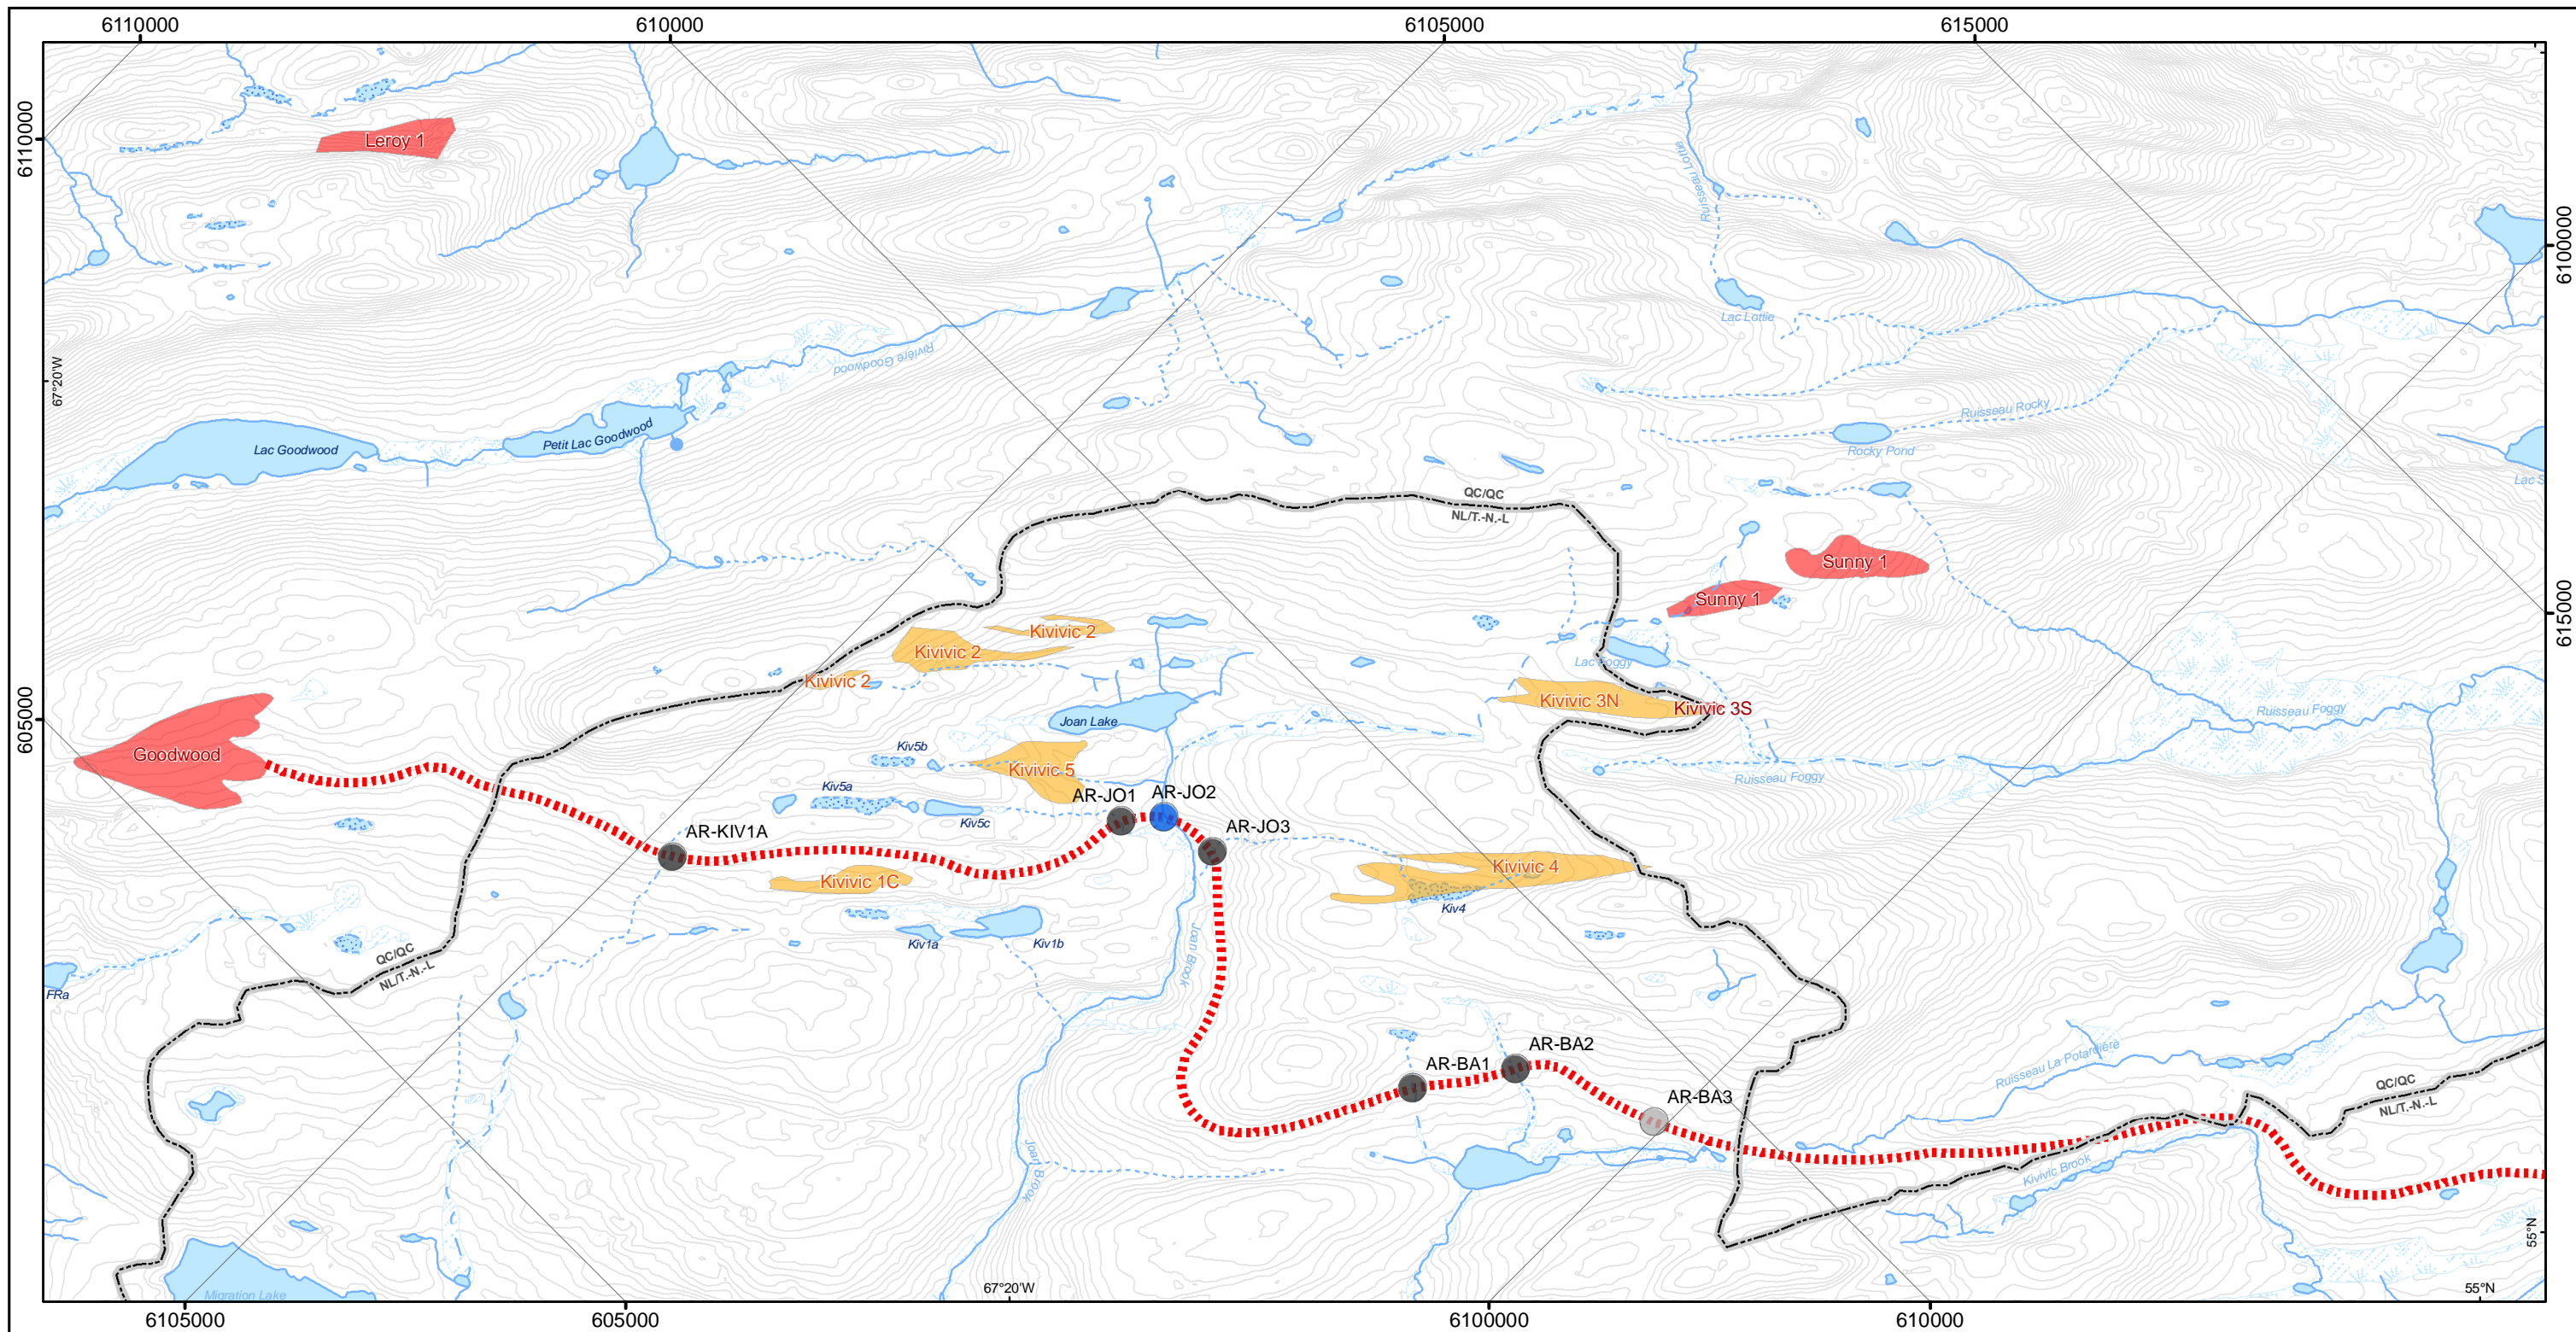 6110000
610000
6105000
615000
6110000
Leroy 1
Ruisseau Lottie
6100000
Lac Lottie
67°20'W
Rivière Goodwood
Ruisseau Rocky
Lac Goodwood
Petit Lac Goodwood
Rocky Pond
Lac S
QC/QC
NL/T.-N.-L
Sunny 1
Sunny 1
615000
Kivivic 2
Kivivic 2
Kivivic 2
Lac Foggy
Kivivic 3N
Kivivic 3S
Ruisseau Foggy
605000
Joan Lake
Goodwood
Kiv5b
Kivivic 5
Ruisseau Foggy
Kiv5a
AR-JO1
AR-JO2
Kiv5c
AR-KIV1A
AR-JO3
Kivivic 1C
Kivivic 4
Kiv4
Kiv1a
Kiv1b
Joan Brook
QC/QC
NL/T.-N.-L
FRa
AR-BA1
AR-BA2
Ruisseau La Polardière
AR-BA3
QC/QC
NL/T.-N.-L
Joan Brook
Kivivic Brook
Migration Lake
67°20'W
55°N
55°N
6105000
605000
6100000
610000